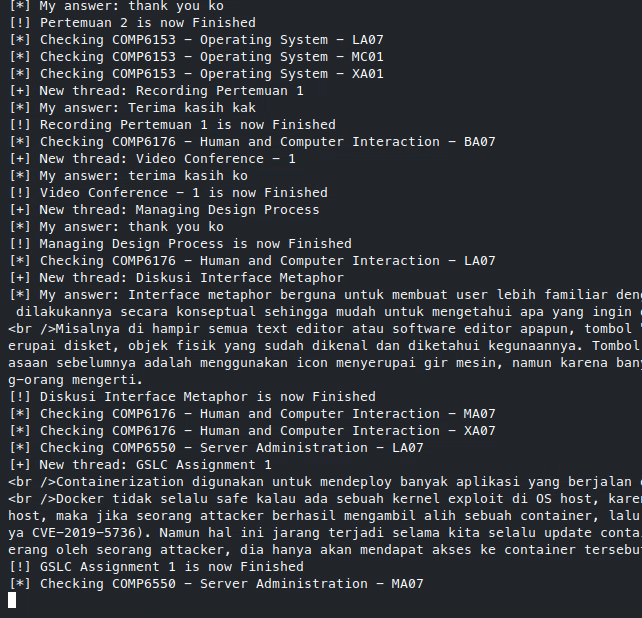 [*] My answer: thank you ko
[!] Pertemuan 2 is now Finished
[*] Checking COMP6153 - Operating System - LA07
[*] Checking COMP6153 - Operating System - MC01
[*] Checking COMP6153 - Operating System - XA01
[+] New thread: Recording Pertemuan 1
[*] My answer: Terima kasih kak
[!] Recording Pertemuan 1 is now Finished
[*] Checking COMP6176 - Human and Computer Interaction - BA07
[+] New thread: Video Conference - 1
[*] My answer: terima kasih ko
[!] Video Conference - 1 is now Finished
[+] New thread: Managing Design Process
[*] My answer: thank you ko
[!] Managing Design Process is now Finished
[*] Checking COMP6176 - Human and Computer Interaction - LA07
[+] New thread: Diskusi Interface Metaphor
[*] My answer: Interface metaphor berguna untuk membuat user lebih familiar
dilakukannya secara konseptual sehingga mudah untuk mengetahui apa yang ingin
<br />Misalnya di hampir semua text editor atau software editor apapun, tombol
erupai disket, objek fisik yang sudah dikenal dan diketahui kegunaannya. Tombol
asaan sebelumnya adalah menggunakan icon menyerupai gir mesin, namun karena
g-orang mengerti.
[!] Diskusi Interface Metaphor is now Finished
[*] Checking COMP6176 - Human and Computer Interaction - MA07
[*] Checking COMP6176 - Human and Computer Interaction - XA07
[*] Checking COMP6550 - Server Administration - LA07
[+] New thread: GSLC Assignment 1
<br />Containerization digunakan untuk mendeploy banyak aplikasi yang berjalan
<br />Docker tidak selalu safe kalau ada sebuah kernel exploit di OS host,
host, maka jika seorang attacker berhasil mengambil alih sebuah container,
ya CVE-2019-5736). Namun hal ini jarang terjadi selama kita selalu update
erang oleh seorang attacker, dia hanya akan mendapat akses ke container
[!] GSLC Assignment 1 is now Finished
[*] Checking COMP6550 - Server Administration - MA07